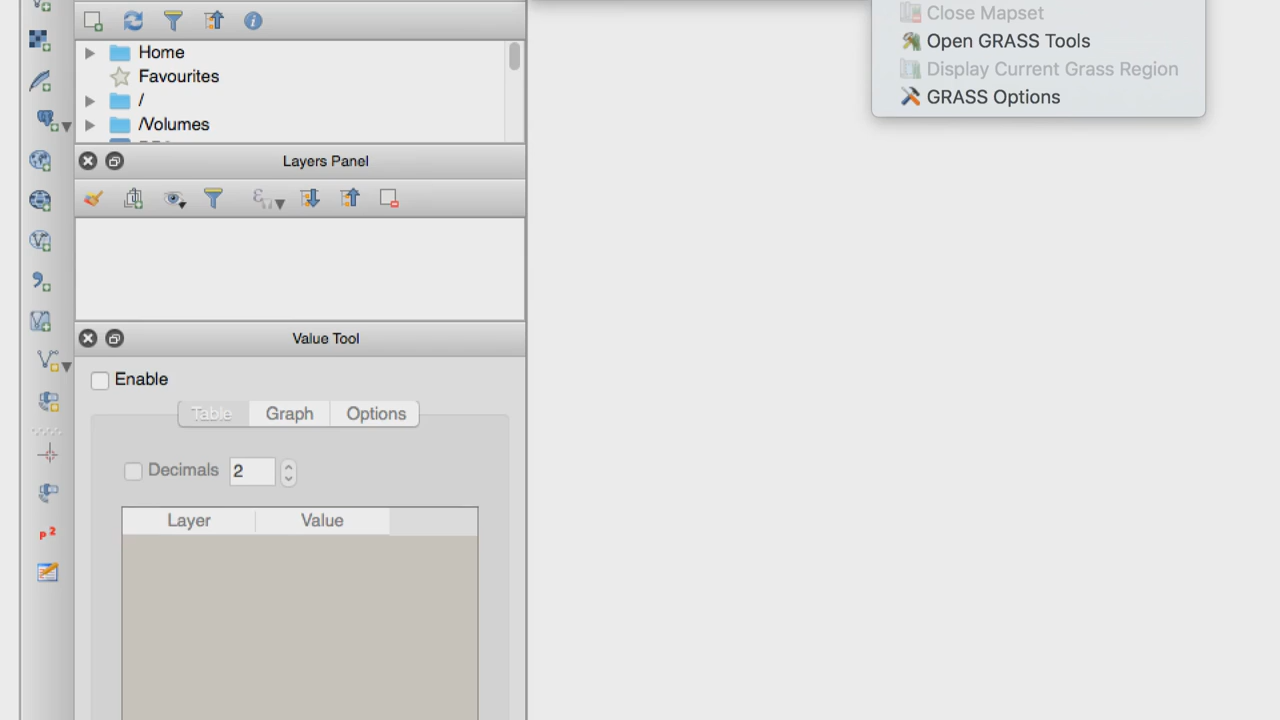 Close Mapset
Open GRASS Tools
Display Current Grass Region
GRASS Options
Home
Favourites
/
/Volumes
Layers Panel
Value Tool
Enable
Table Graph Options
Decimals 2
Layer Value
P 2